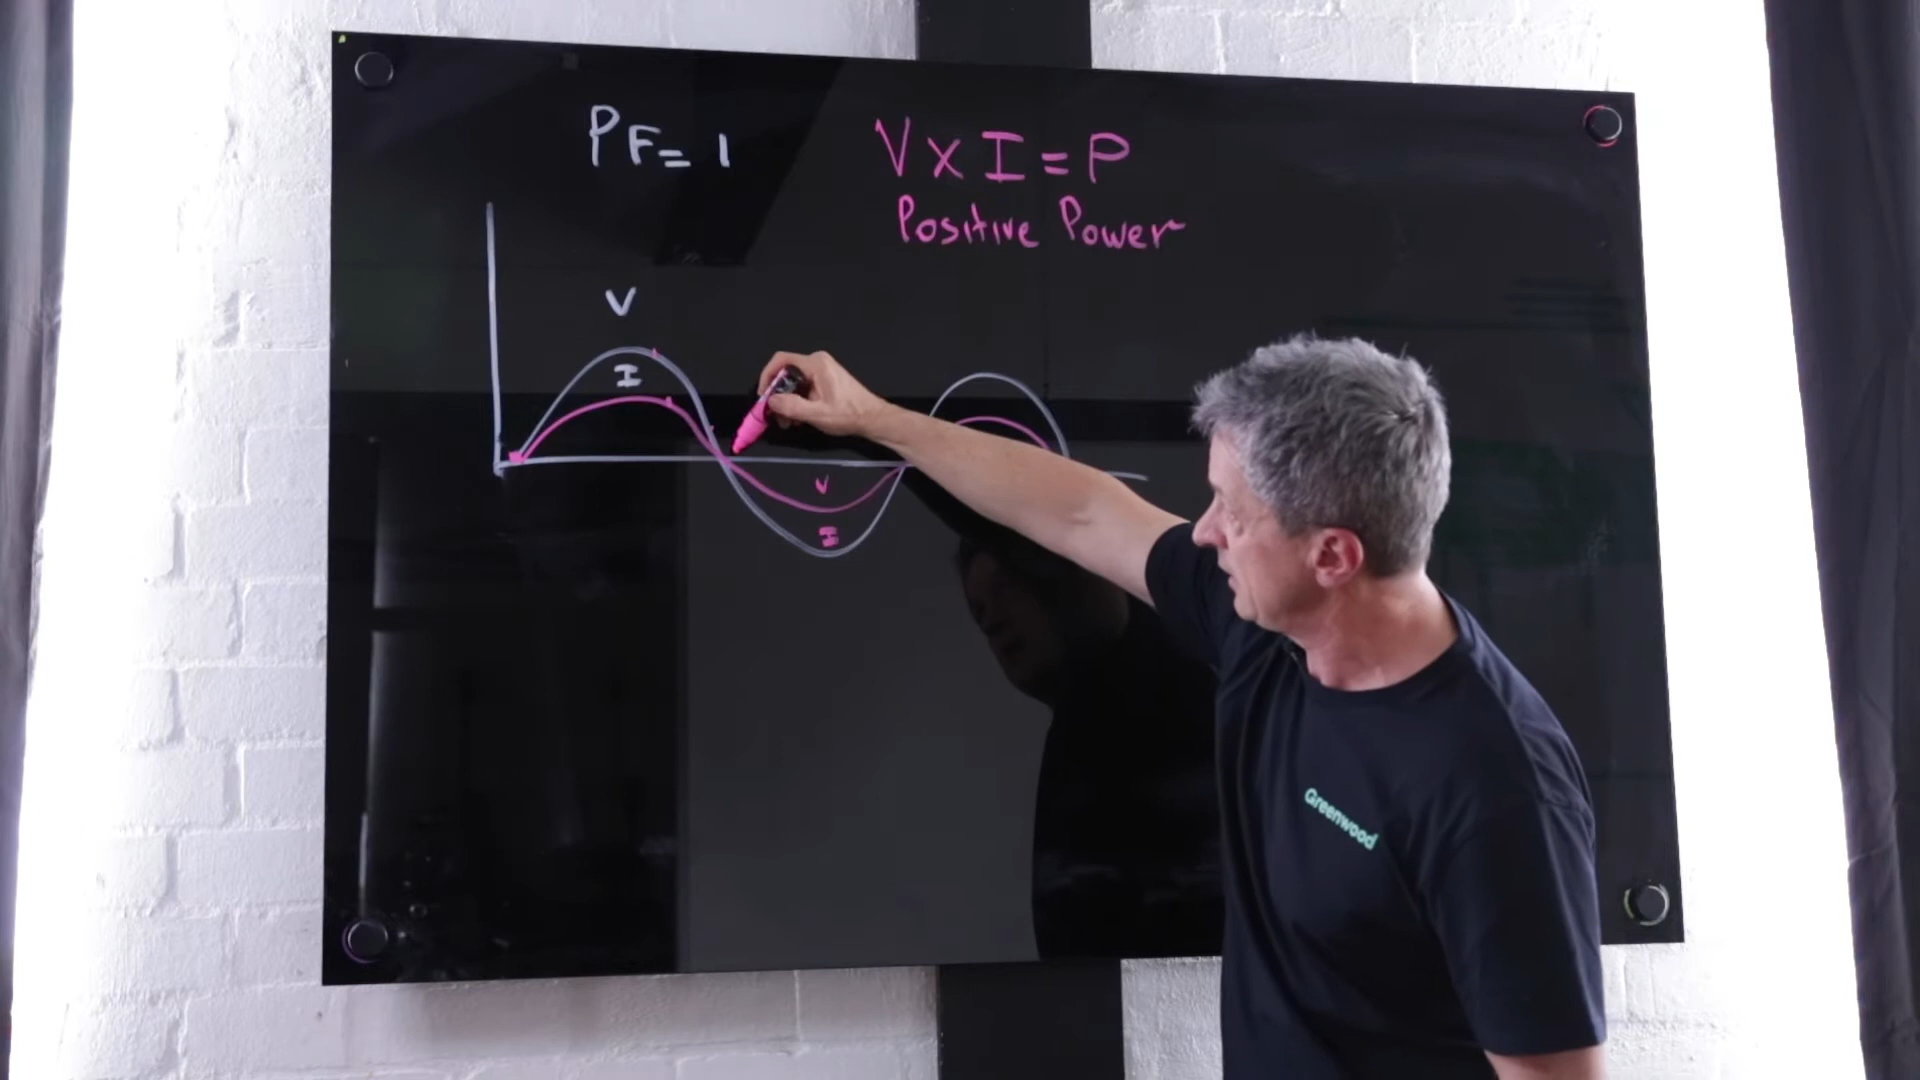 PF= 1
V x I = P
Positive Power
V
I
V
I
Greenwood